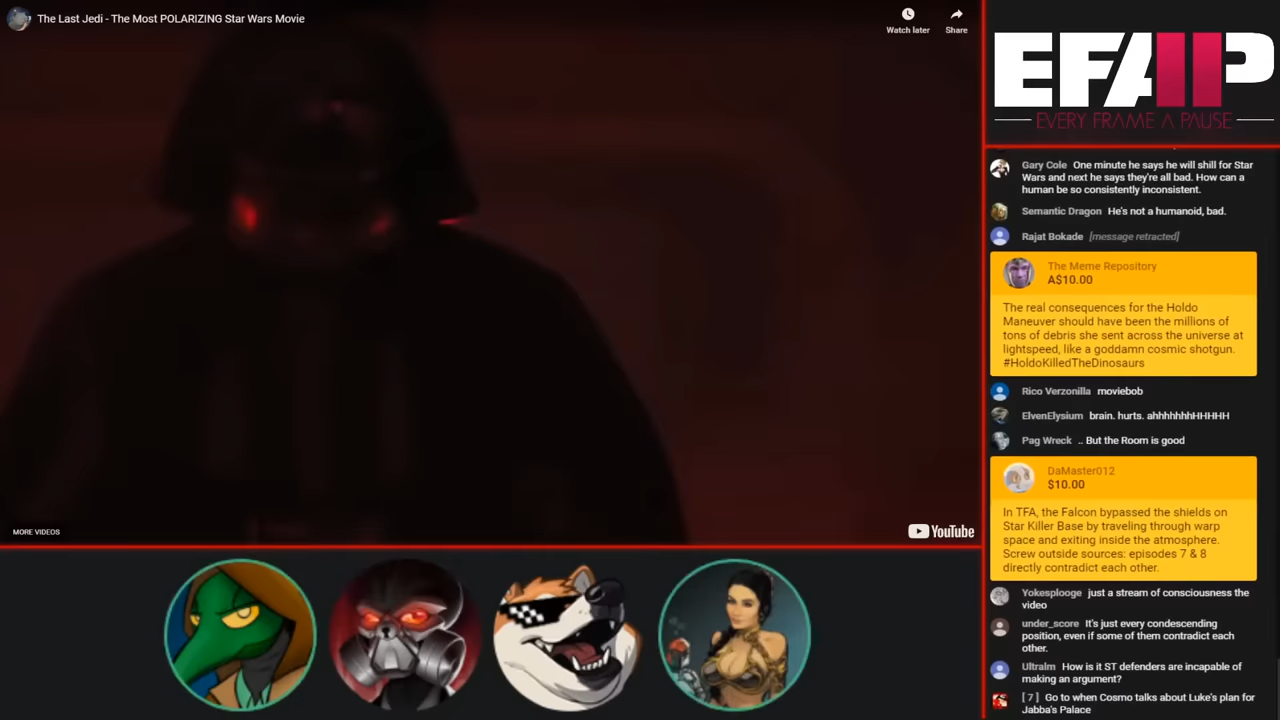 The Last Jedi - The Most POLARIZING Star Wars Movie
Watch later
Share
MORE VIDEOS
YouTube
EFAP
EVERY FRAME A PAUSE
Gary Cole One minute he says he will shill for Star
Wars and next he says they're all bad. How can a
human be so consistently inconsistent.
Semantic Dragon He's not a humanoid, bad.
Rajat Bokade [message retracted]
The Meme Repository
A$10.00
The real consequences for the Holdo
Maneuver should have been the millions of
tons of debris she sent across the universe at
lightspeed, like a goddamn cosmic shotgun.
#HoldoKilledTheDinosaurs
Rico Verzonilla moviebob
ElvenElysium brain. hurts. ahhhhhhhHHHHH
Pag Wreck .. But the Room is good
DaMaster012
$10.00
In TFA, the Falcon bypassed the shields on
Star Killer Base by traveling through warp
space and exiting inside the atmosphere.
Screw outside sources: episodes 7 & 8
directly contradict each other.
Yokesplooge just a stream of consciousness the
video
under_score It's just every condescending
position, even if some of them contradict each
other.
Ultralm How is it ST defenders are incapable of
making an argument?
[ 7 ] Go to when Cosmo talks about Luke's plan for
Jabba's Palace